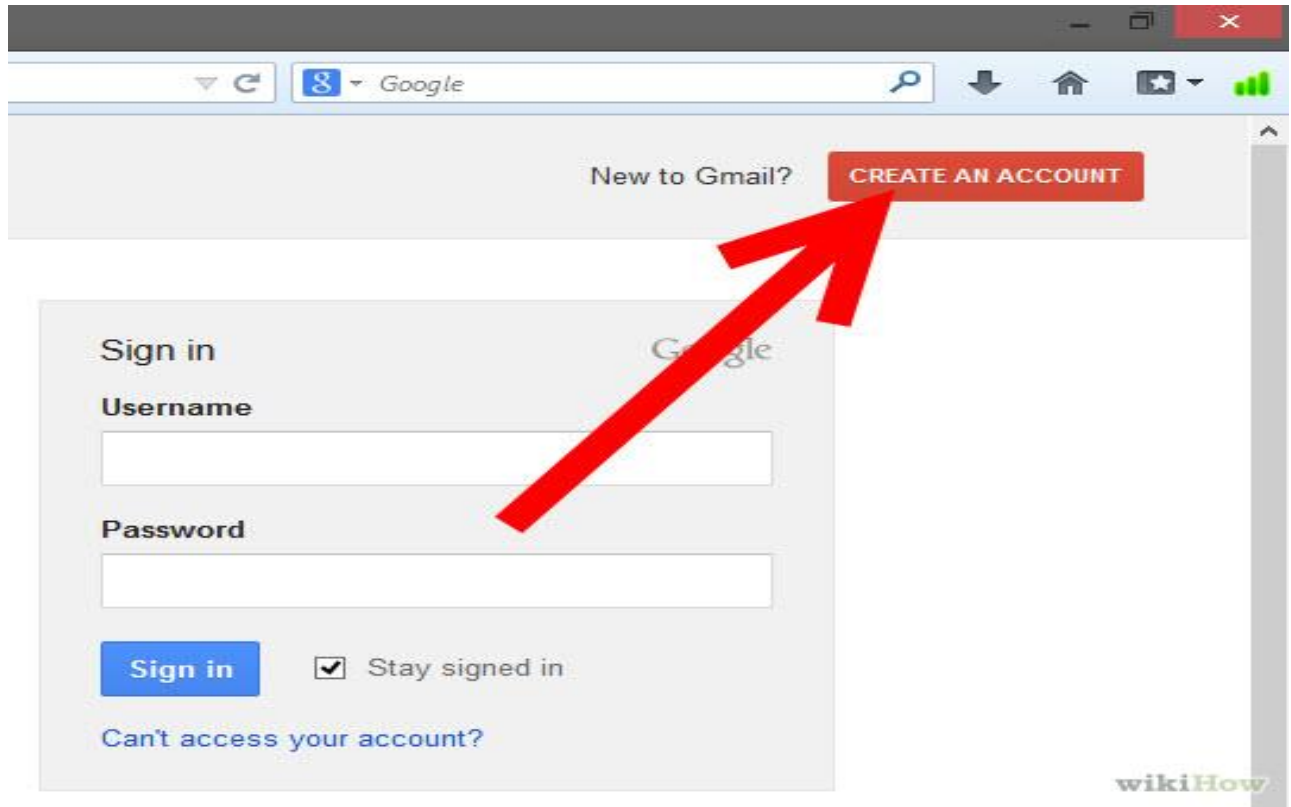 Google
New to Gmail? CREATE AN ACCOUNT
Sign in Google
Username
Password
Sign in Stay signed in
Can't access your account?
wikiHow